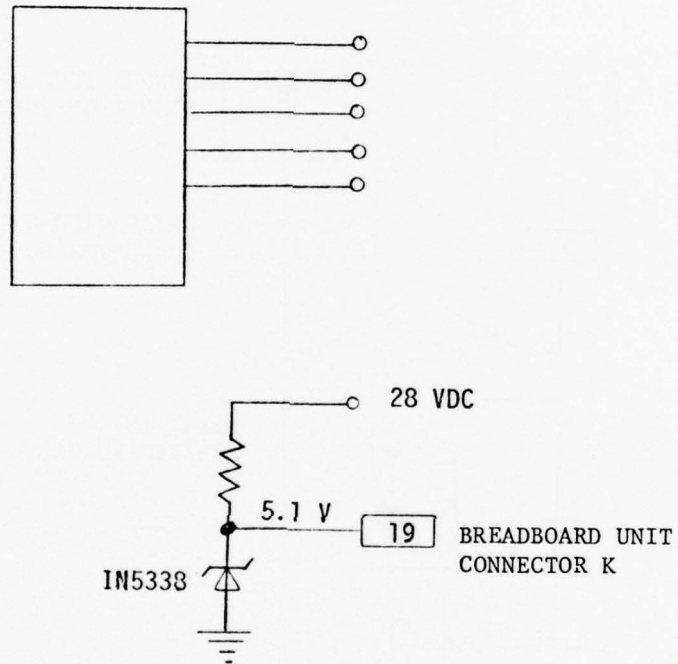 28 VDC
5.1 V
19 BREADBOARD UNIT
CONNECTOR K
IN5338